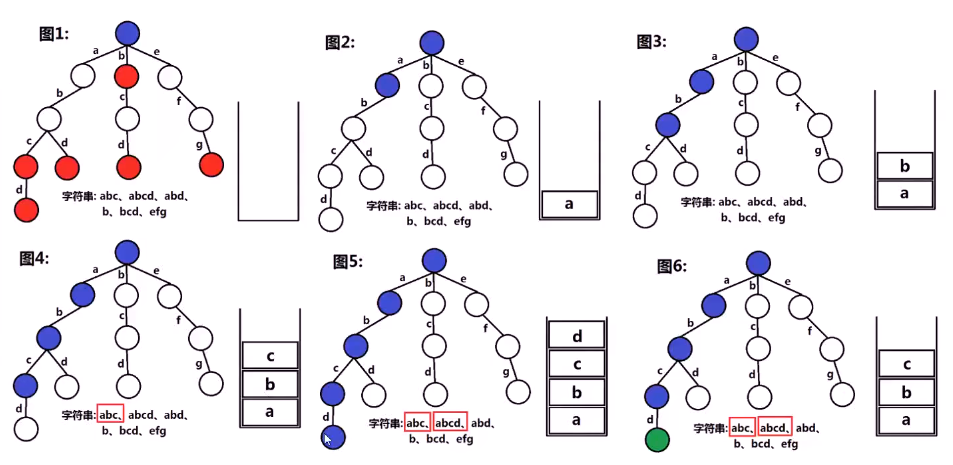 图1:
a b e
b c f
c d d g
d
字符串: abc、abcd、abd、
b、bcd、efg
图2:
a b e
b c f
c d d g
d
a
字符串: abc、abcd、abd、
b、bcd、efg
图3:
a b e
b c f
c d d g
d
b
a
字符串: abc、abcd、abd、
b、bcd、efg
图4:
a b e
b c f
c d d g
d
c
b
a
字符串: abc、abcd、abd、
b、bcd、efg
图5:
a b e
b c f
c d d g
d
d
c
b
a
字符串: abc、abcd、abd、
b、bcd、efg
图6:
a b e
b c f
c d d g
d
c
b
a
字符串: abc、abcd、abd、
b、bcd、efg